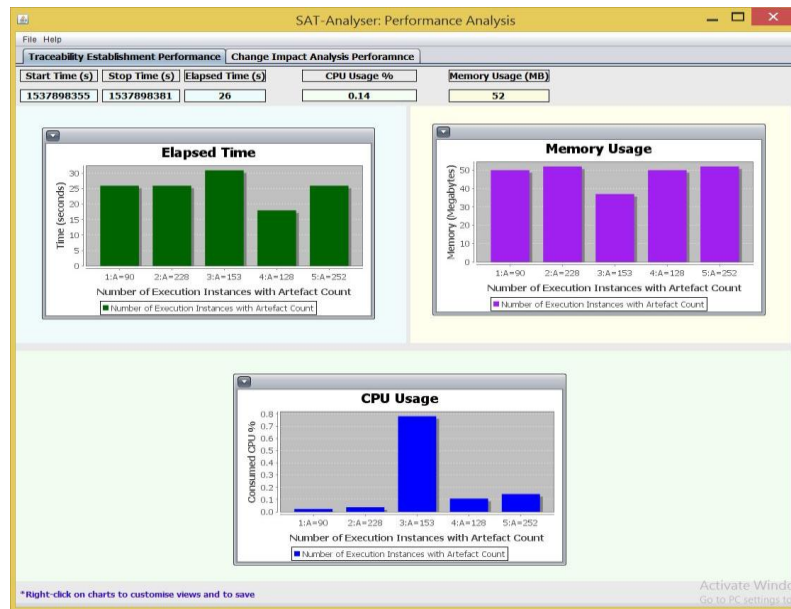 SAT-Analyser: Performance Analysis
File Help
Traceability Establishment Performance Change Impact Analysis Perforamnce
Start Time (s) Stop Time (s) Elapsed Time (s) CPU Usage % Memory Usage (MB)
1537898355 1537898381 26 0.14 52
Elapsed Time
Time (seconds)
30
25
20
15
10
5
0
1:A=90 2:A=228 3:A=153 4:A=128 5:A=252
Number of Execution Instances with Artefact Count
Number of Execution Instances with Artefact Count
Memory Usage
Memory (Megabytes)
50
40
30
20
10
0
1:A=90 2:A=228 3:A=153 4:A=128 5:A=252
Number of Execution Instances with Artefact Count
Number of Execution Instances with Artefact Count
CPU Usage
Consumed CPU %
0.8
0.7
0.6
0.5
0.4
0.3
0.2
0.1
0.0
1:A=90 2:A=228 3:A=153 4:A=128 5:A=252
Number of Execution Instances with Artefact Count
Number of Execution Instances with Artefact Count
*Right-click on charts to customise views and to save
Activate Windo
Go to PC settings to